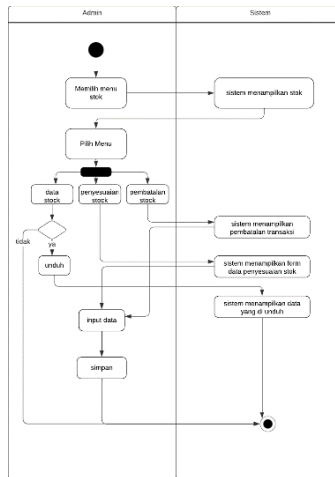 Admin
Sistem
Memilih menu
stok
sistem menampilkan stok
Pilih Menu
data
stock
penyesuaian
stock
pembatalan
stock
sistem menampilkan
pembatalan transaksi
tidak
ya
unduh
sistem menampilkan form
data penyesuaian stok
sistem menampilkan data
yang di unduh
input data
simpan